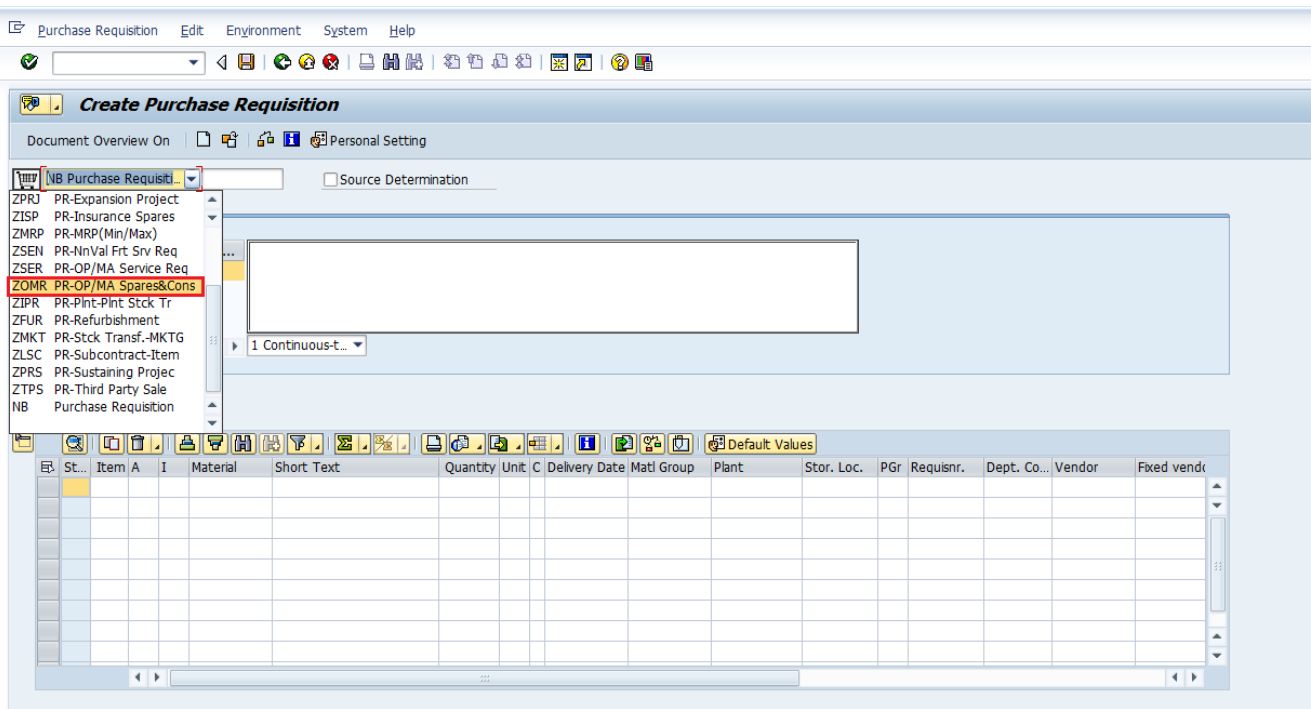 Purchase Requisition Edit Environment System Help
Create Purchase Requisition
Document Overview On Personal Setting
NB Purchase Requisiti... Source Determination
ZPRJ PR-Expansion Project
ZISP PR-Insurance Spares
ZMRP PR-MRP(Min/Max)
ZSEN PR-NnVal Frt Srv Req
ZSER PR-OP/MA Service Req
...
ZOMR PR-OP/MA Spares&Cons
ZIPR PR-Plnt-Plnt Stck Tr
ZFUR PR-Refurbishment
ZMKT PR-Stck Transf.-MKTG
1 Continuous-t...
ZLSC PR-Subcontract-Item
ZPRS PR-Sustaining Projec
ZTPS PR-Third Party Sale
NB Purchase Requisition
Default Values
St... Item A I Material Short Text Quantity Unit C Delivery Date Matl Group Plant Stor. Loc. PGr Requisnr. Dept. Co... Vendor